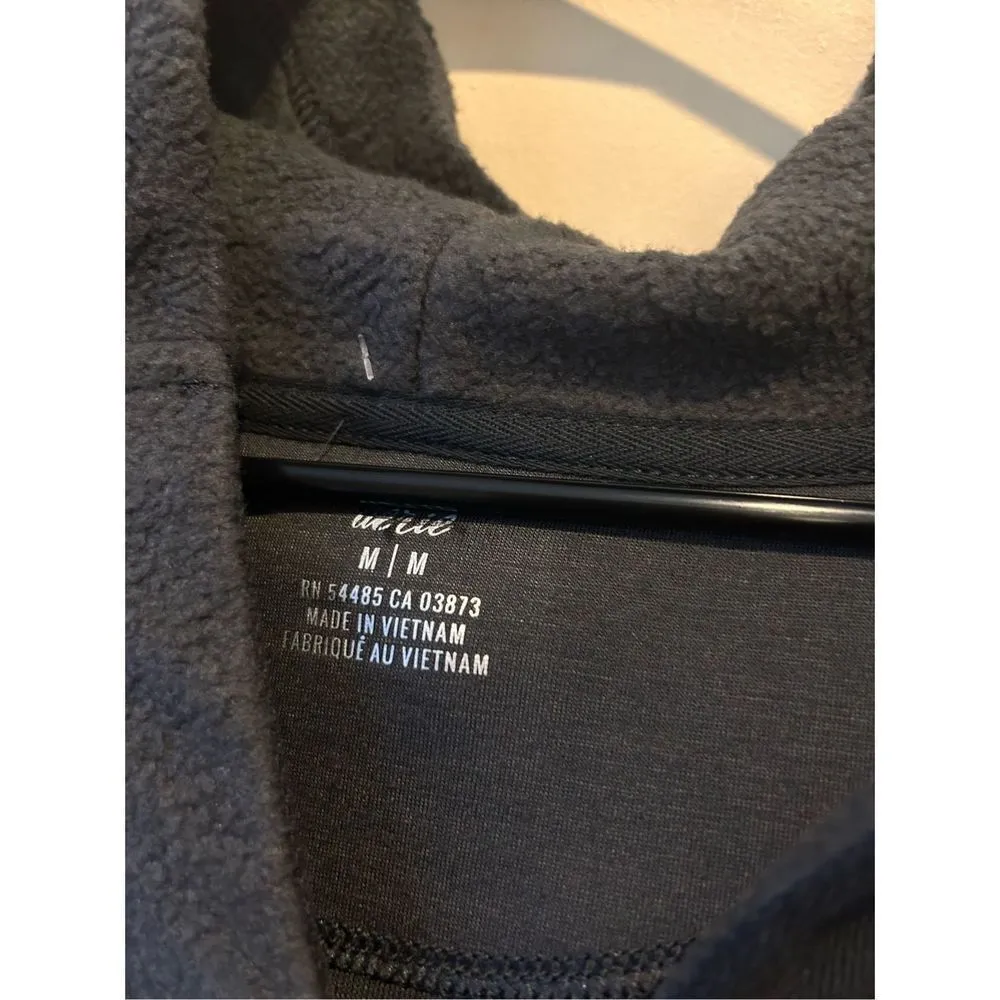 M | M
RN 54485 CA 03873
MADE IN VIETNAM
FABRIQUÉ AU VIETNAM